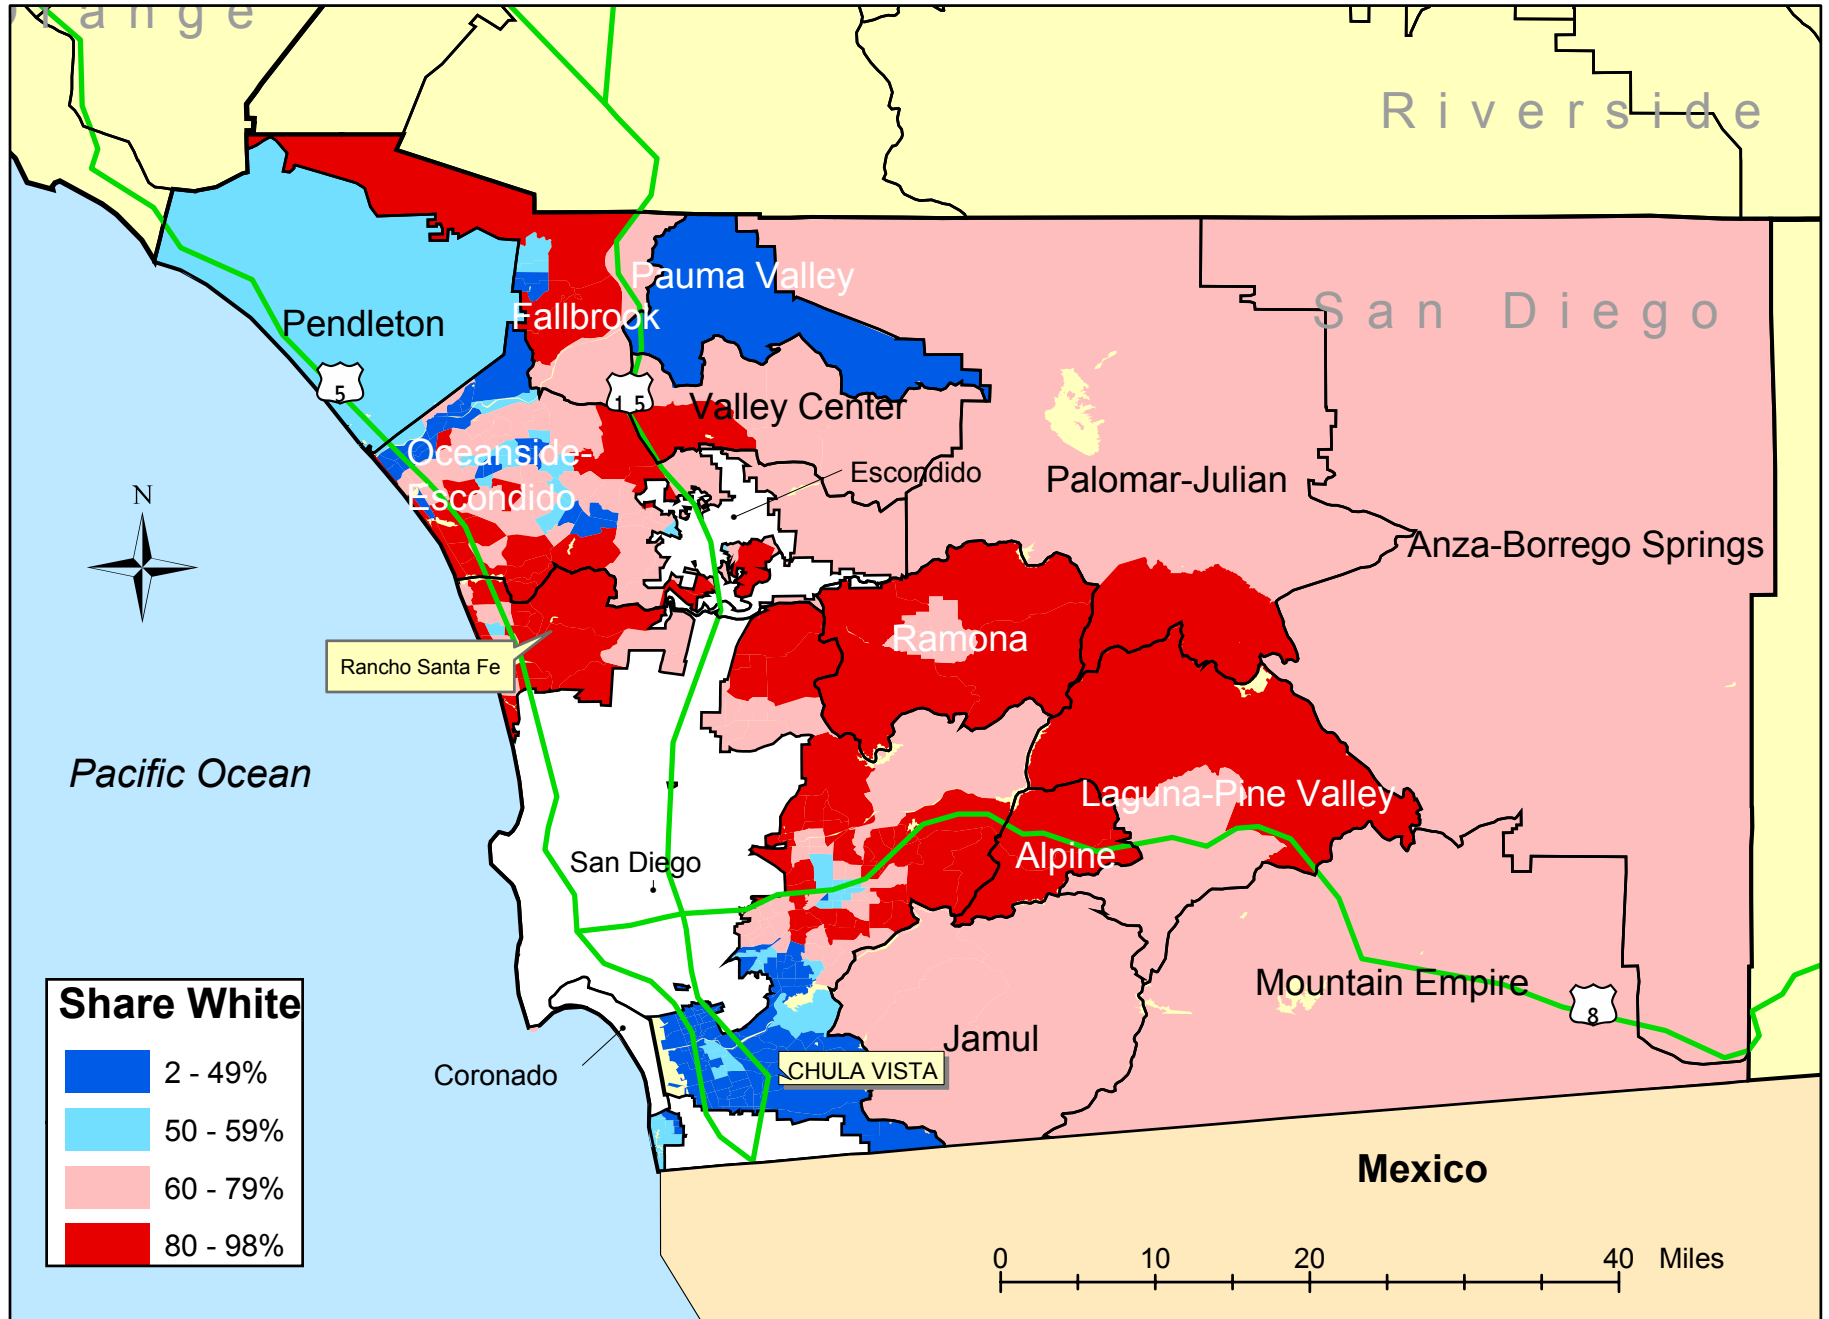 Orange
Riverside
San Diego
Pauma Valley
Fallbrook
Pendleton
5
15
Valley Center
Oceanside-
Escondido
Escondido
Palomar-Julian
N
Anza-Borrego Springs
Ramona
Rancho Santa Fe
Pacific Ocean
Laguna-Pine Valley
Alpine
San Diego
Mountain Empire
8
Jamul
Coronado
CHULA VISTA
Share White
2 - 49%
50 - 59%
60 - 79%
80 - 98%
Mexico
0 10 20 40 Miles